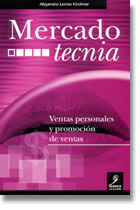 Alejandro Lerma Kirchner
Mercado
tecnia
Ventas personales
y promoción
de ventas
Gasca